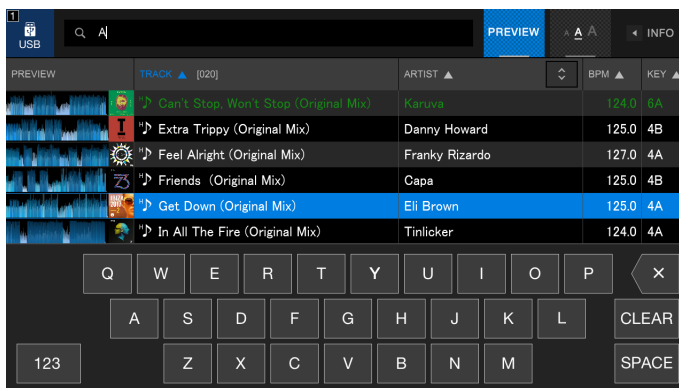 1
USB
A
PREVIEW
A A A
INFO
PREVIEW
TRACK ▲ [020]
ARTIST ▲
BPM ▲
KEY ▲
Can't Stop, Won't Stop (Original Mix) Karuva 124.0 6A
Extra Trippy (Original Mix) Danny Howard 125.0 4B
Feel Alright (Original Mix) Franky Rizardo 127.0 4A
Friends (Original Mix) Capa 125.0 4B
Get Down (Original Mix) Eli Brown 125.0 4A
In All The Fire (Original Mix) Tinlicker 124.0 4A
Q W E R T Y U I O P ×
A S D F G H J K L CLEAR
123 Z X C V B N M SPACE